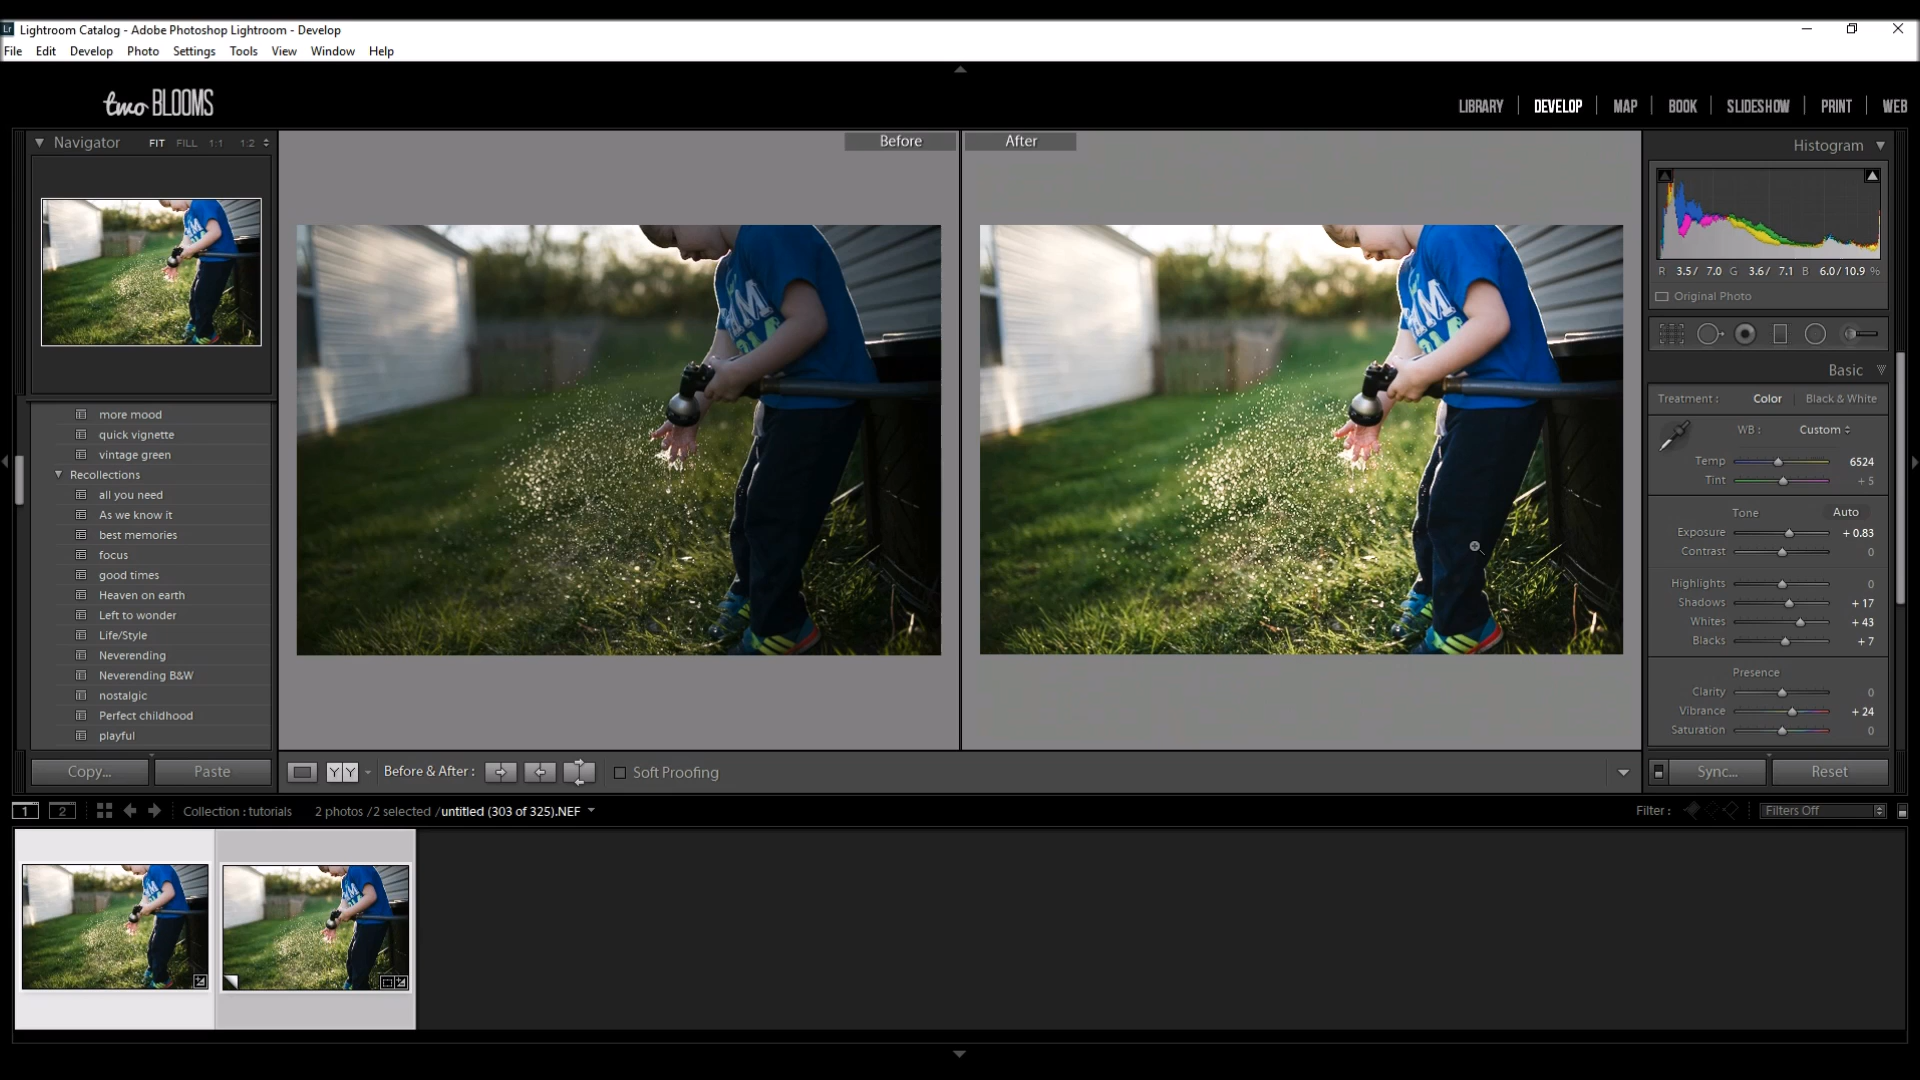 Lr Lightroom Catalog - Adobe Photoshop Lightroom - Develop
File Edit Develop Photo Settings Tools View Window Help
two BLOOMS
LIBRARY DEVELOP MAP BOOK SLIDESHOW PRINT WEB
Navigator FIT FILL 1:1 1:2
more mood
quick vignette
vintage green
Recollections
all you need
As we know it
best memories
focus
good times
Heaven on earth
Left to wonder
Life/Style
Neverending
Neverending B&W
nostalgic
Perfect childhood
playful
Copy... Paste
Before After
Before & After : Soft Proofing
Histogram
R 3.5 / 7.0 G 3.6 / 7.1 B 6.0 / 10.9 %
Original Photo
Basic
Treatment : Color Black & White
WB : Custom
Temp 6524
Tint + 5
Tone Auto
Exposure + 0.83
Contrast 0
Highlights 0
Shadows + 17
Whites + 43
Blacks + 7
Presence
Clarity 0
Vibrance + 24
Saturation 0
Sync... Reset
1 2 Collection : tutorials 2 photos / 2 selected / untitled (303 of 325).NEF Filter : Filters Off